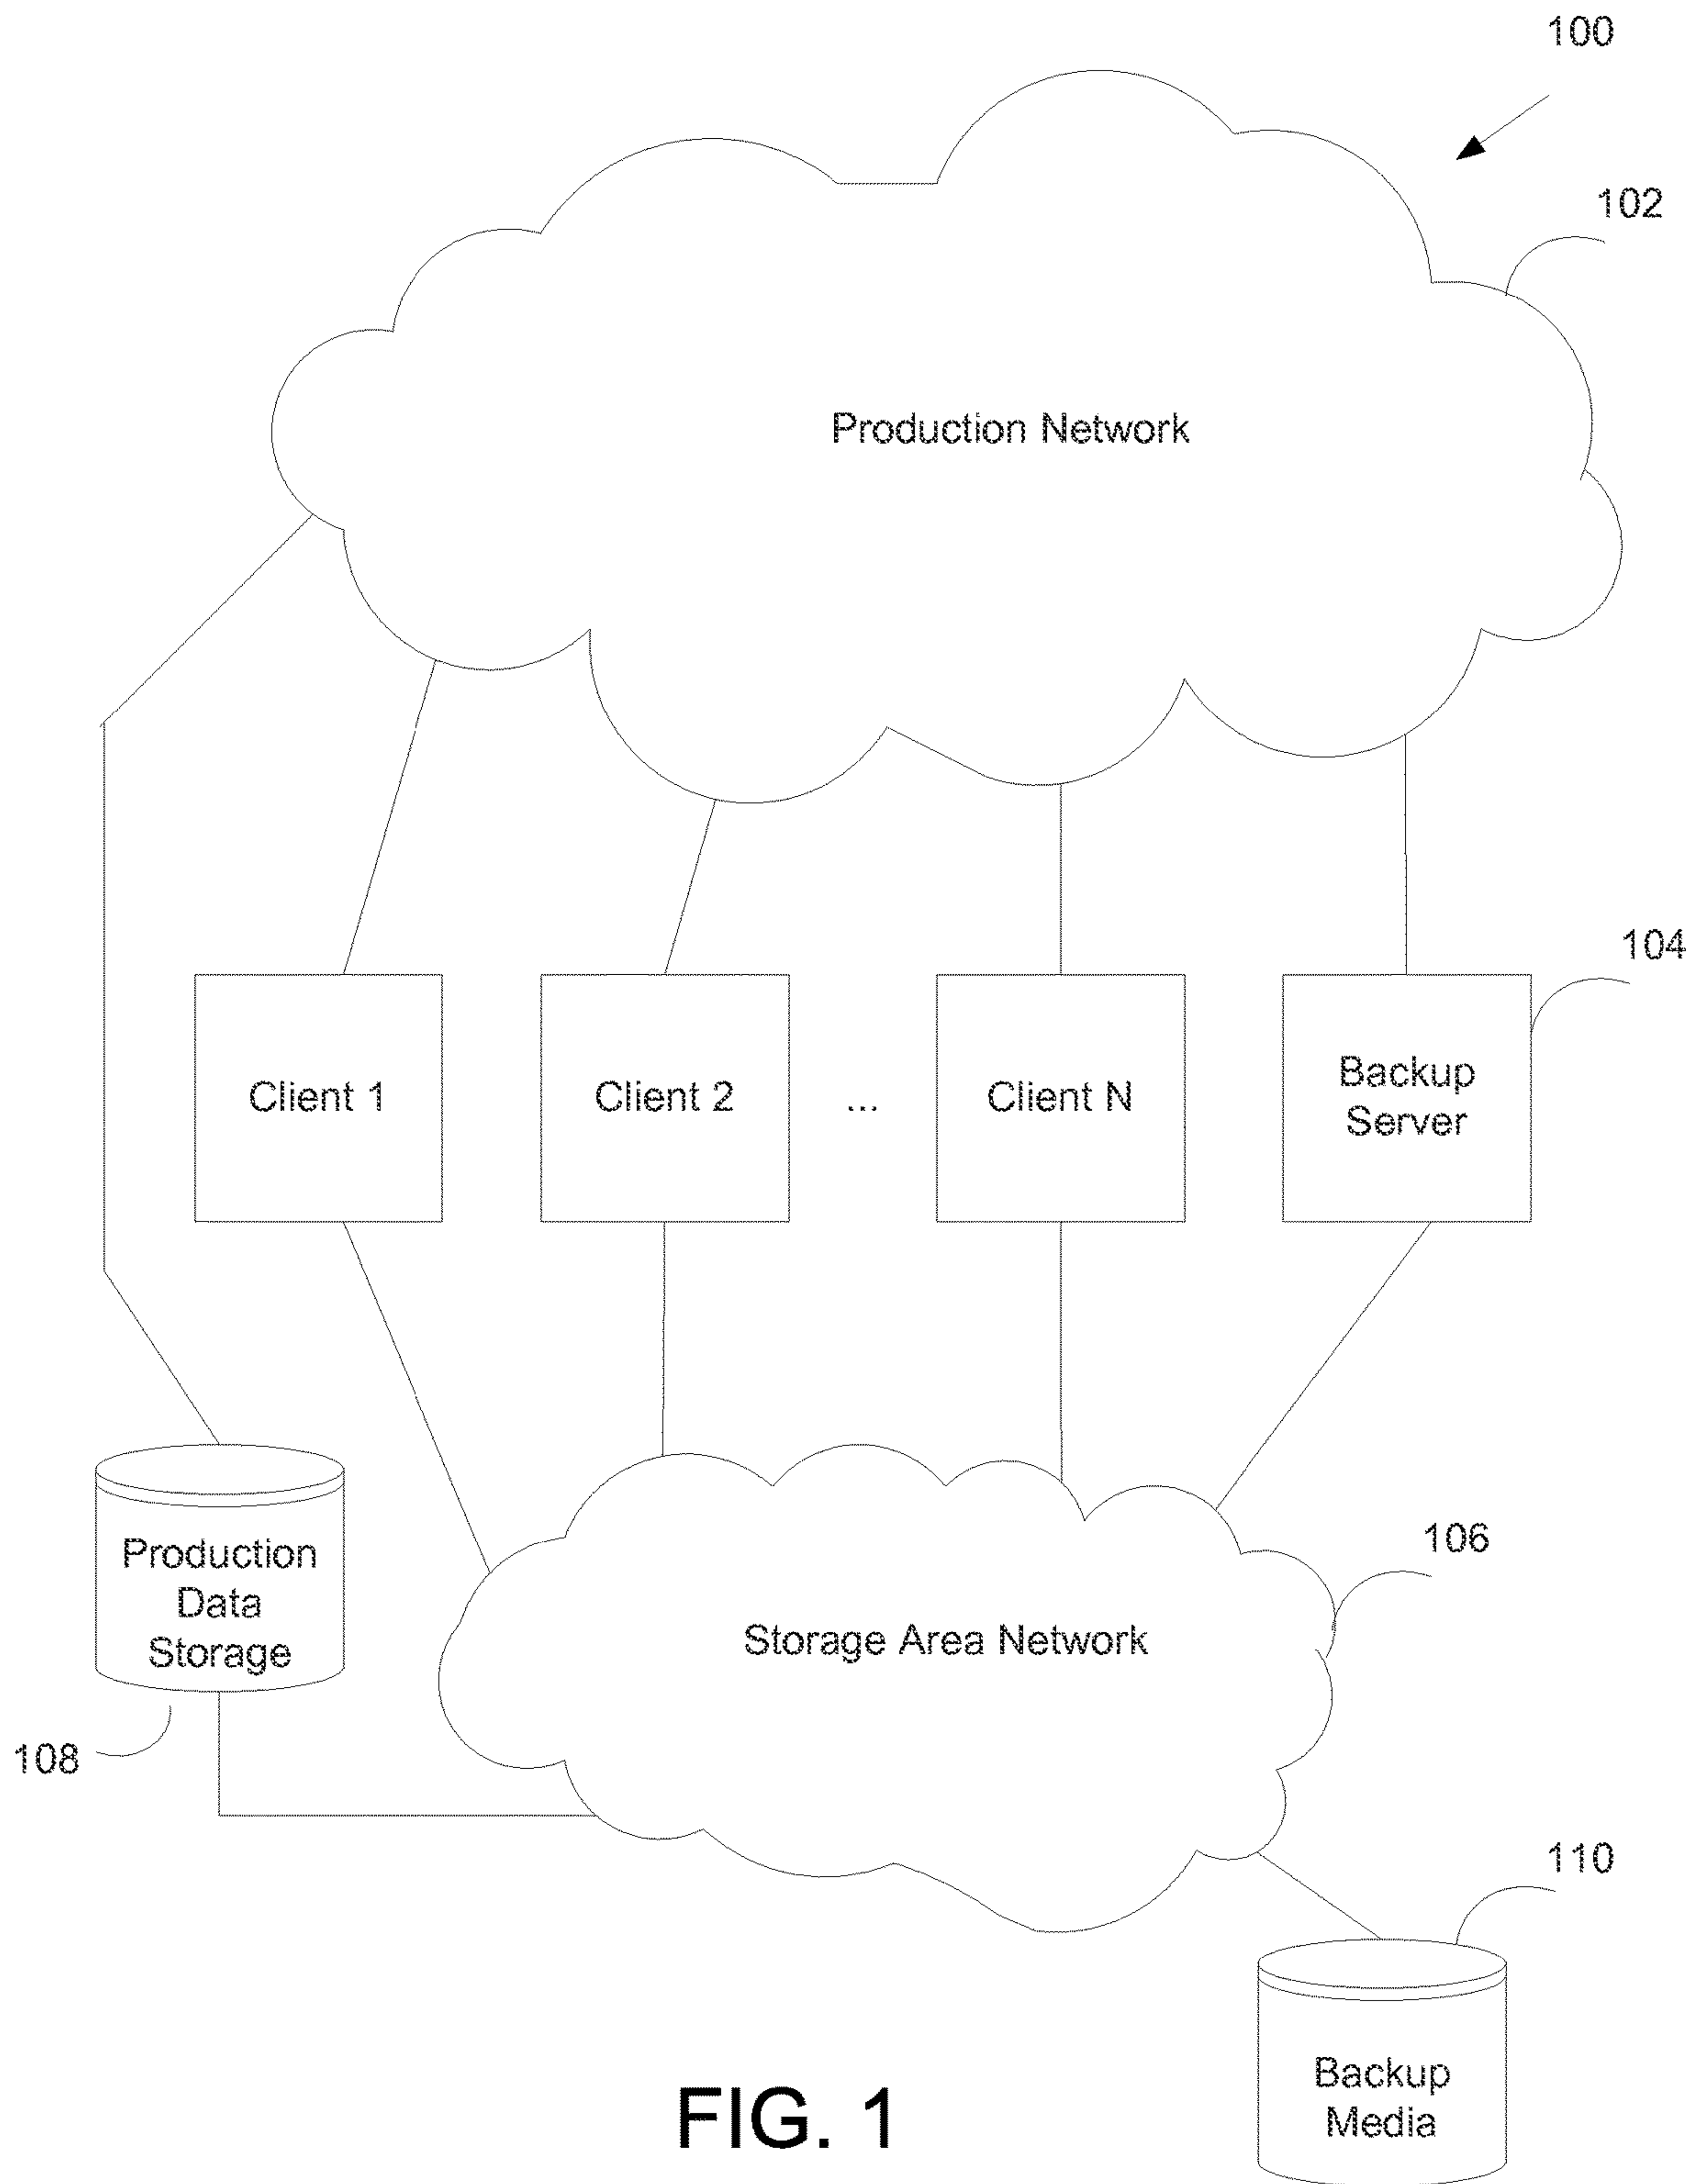 100
102
Production Network
104
Client 1
Client 2
...
Client N
Backup
Server
106
Production
Data
Storage
Storage Area Network
108
110
Backup
Media
FIG. 1